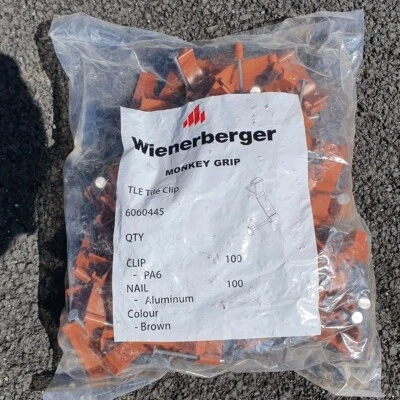 Wienerberger
MONKEY GRIP
TLE Tile Clip
6060445
QTY
CLIP 100
- PA6
NAIL 100
- Aluminum
Colour
- Brown